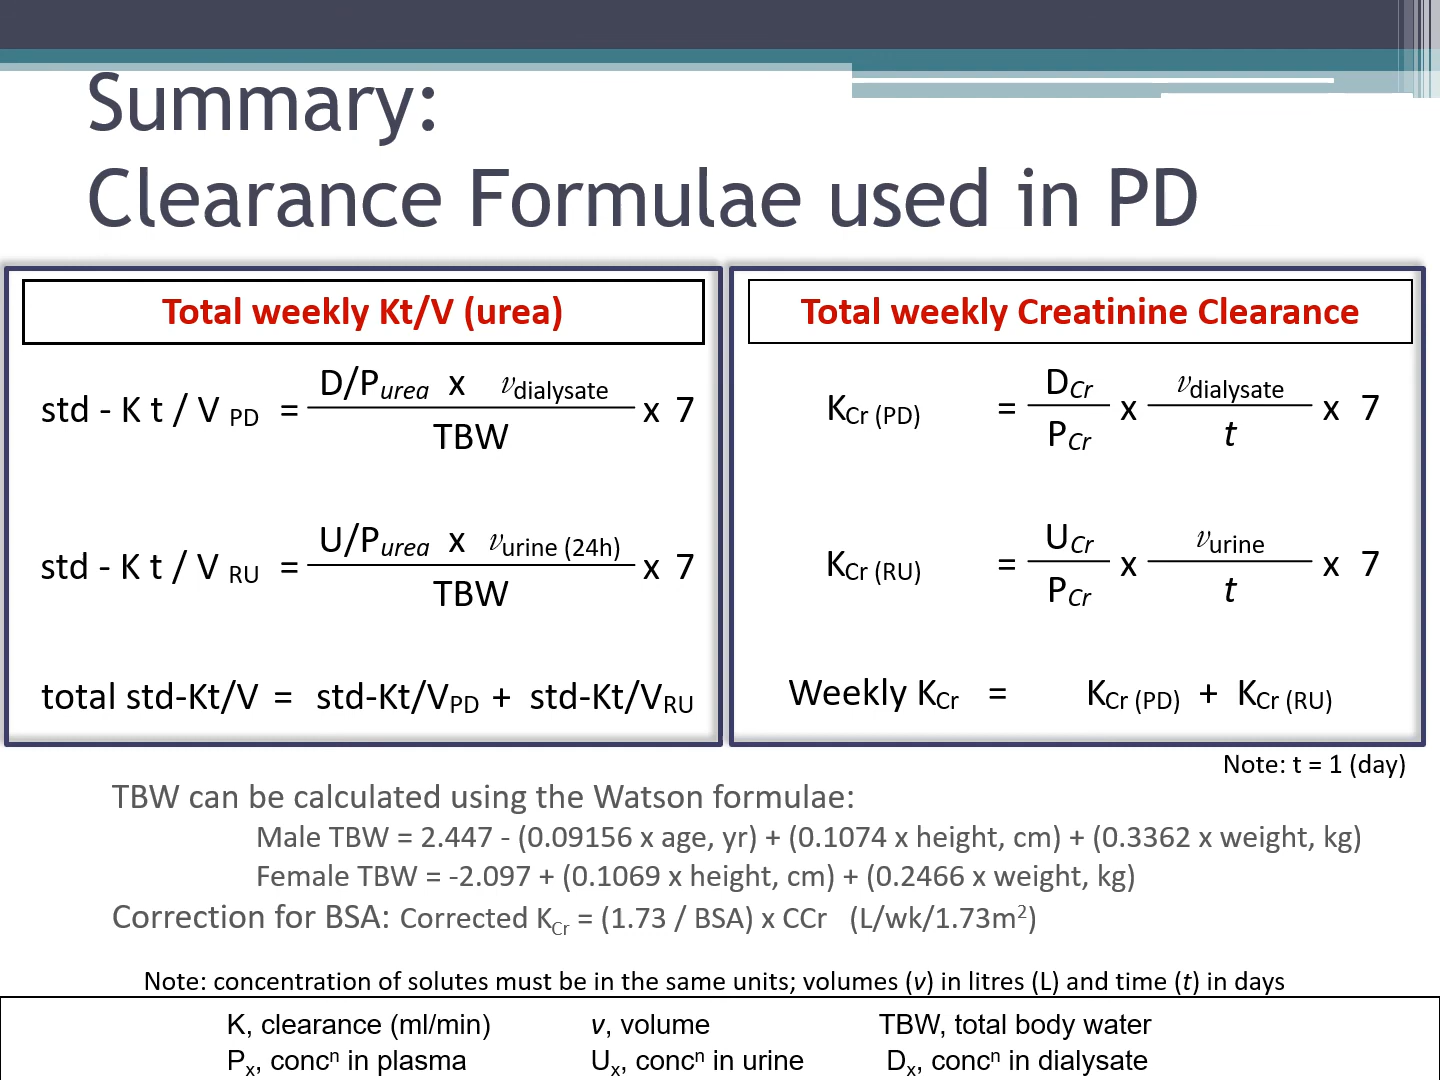 Summary:
Clearance Formulae used in PD
Total weekly Kt/V (urea)
std - K t / V PD = D/Purea x vdialysate / TBW x 7
std - K t / V RU = U/Purea x vurine (24h) / TBW x 7
total std-Kt/V = std-Kt/VPD + std-Kt/VRU
Total weekly Creatinine Clearance
KCr (PD) = DCr / PCr x vdialysate / t x 7
KCr (RU) = UCr / PCr x vurine / t x 7
Weekly KCr = KCr (PD) + KCr (RU)
Note: t = 1 (day)
TBW can be calculated using the Watson formulae:
Male TBW = 2.447 - (0.09156 x age, yr) + (0.1074 x height, cm) + (0.3362 x weight, kg)
Female TBW = -2.097 + (0.1069 x height, cm) + (0.2466 x weight, kg)
Correction for BSA: Corrected KCr = (1.73 / BSA) x CCr (L/wk/1.73m²)
Note: concentration of solutes must be in the same units; volumes (v) in litres (L) and time (t) in days
K, clearance (ml/min) v, volume TBW, total body water
Px, concⁿ in plasma Ux, concⁿ in urine Dx, concⁿ in dialysate